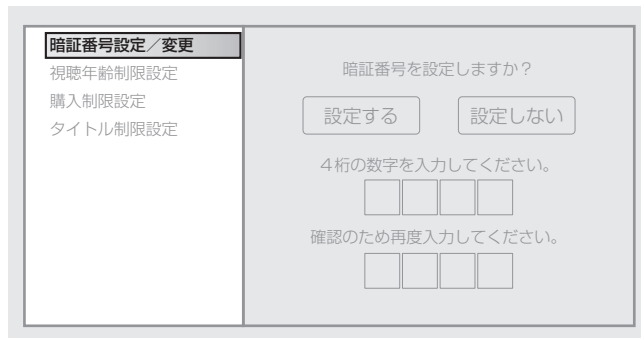 暗証番号設定／変更
視聴年齢制限設定
購入制限設定
タイトル制限設定
暗証番号を設定しますか？
設定する
設定しない
４桁の数字を入力してください。
確認のため再度入力してください。